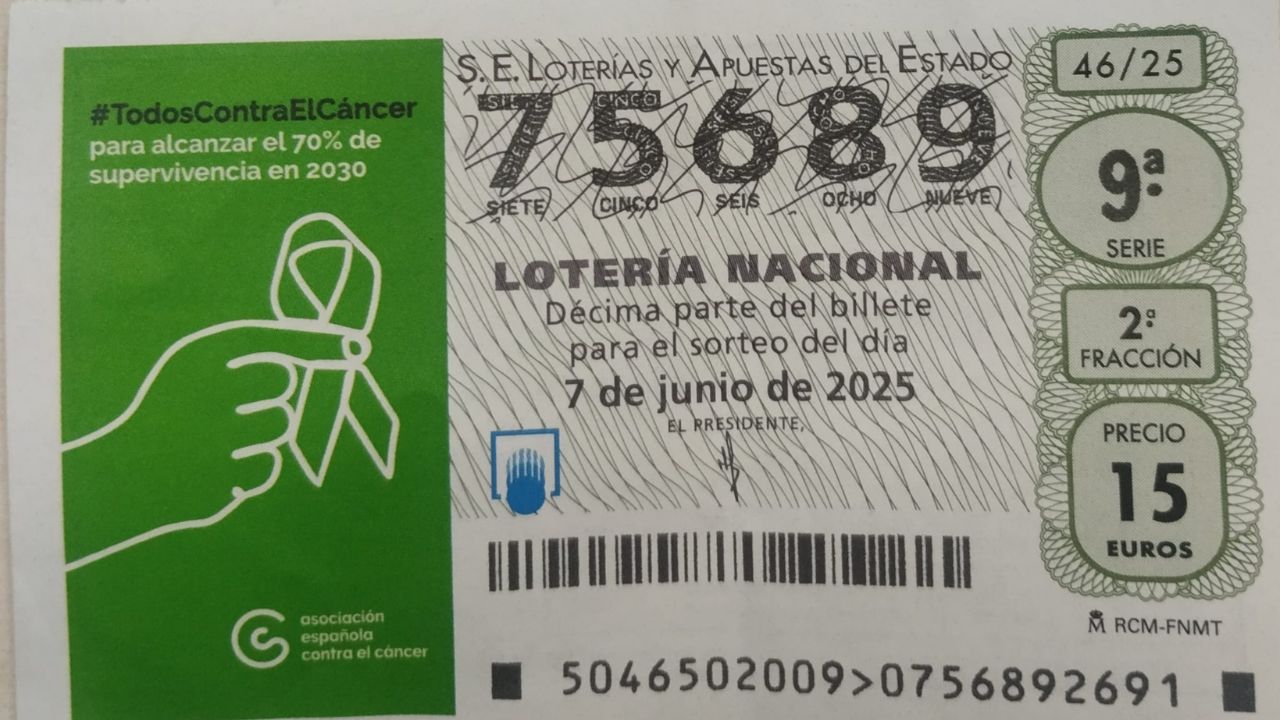 #TodosContraElCáncer
para alcanzar el 70% de
supervivencia en 2030
asociación
española
contra el cáncer
S. E. LOTERÍAS Y APUESTAS DEL ESTADO
75689
SIETE CINCO SEIS OCHO NUEVE
LOTERÍA NACIONAL
Décima parte del billete
para el sorteo del día
7 de junio de 2025
EL PRESIDENTE,
46/25
9ª
SERIE
2ª
FRACCIÓN
PRECIO
15
EUROS
RCM-FNMT
5046502009>0756892691